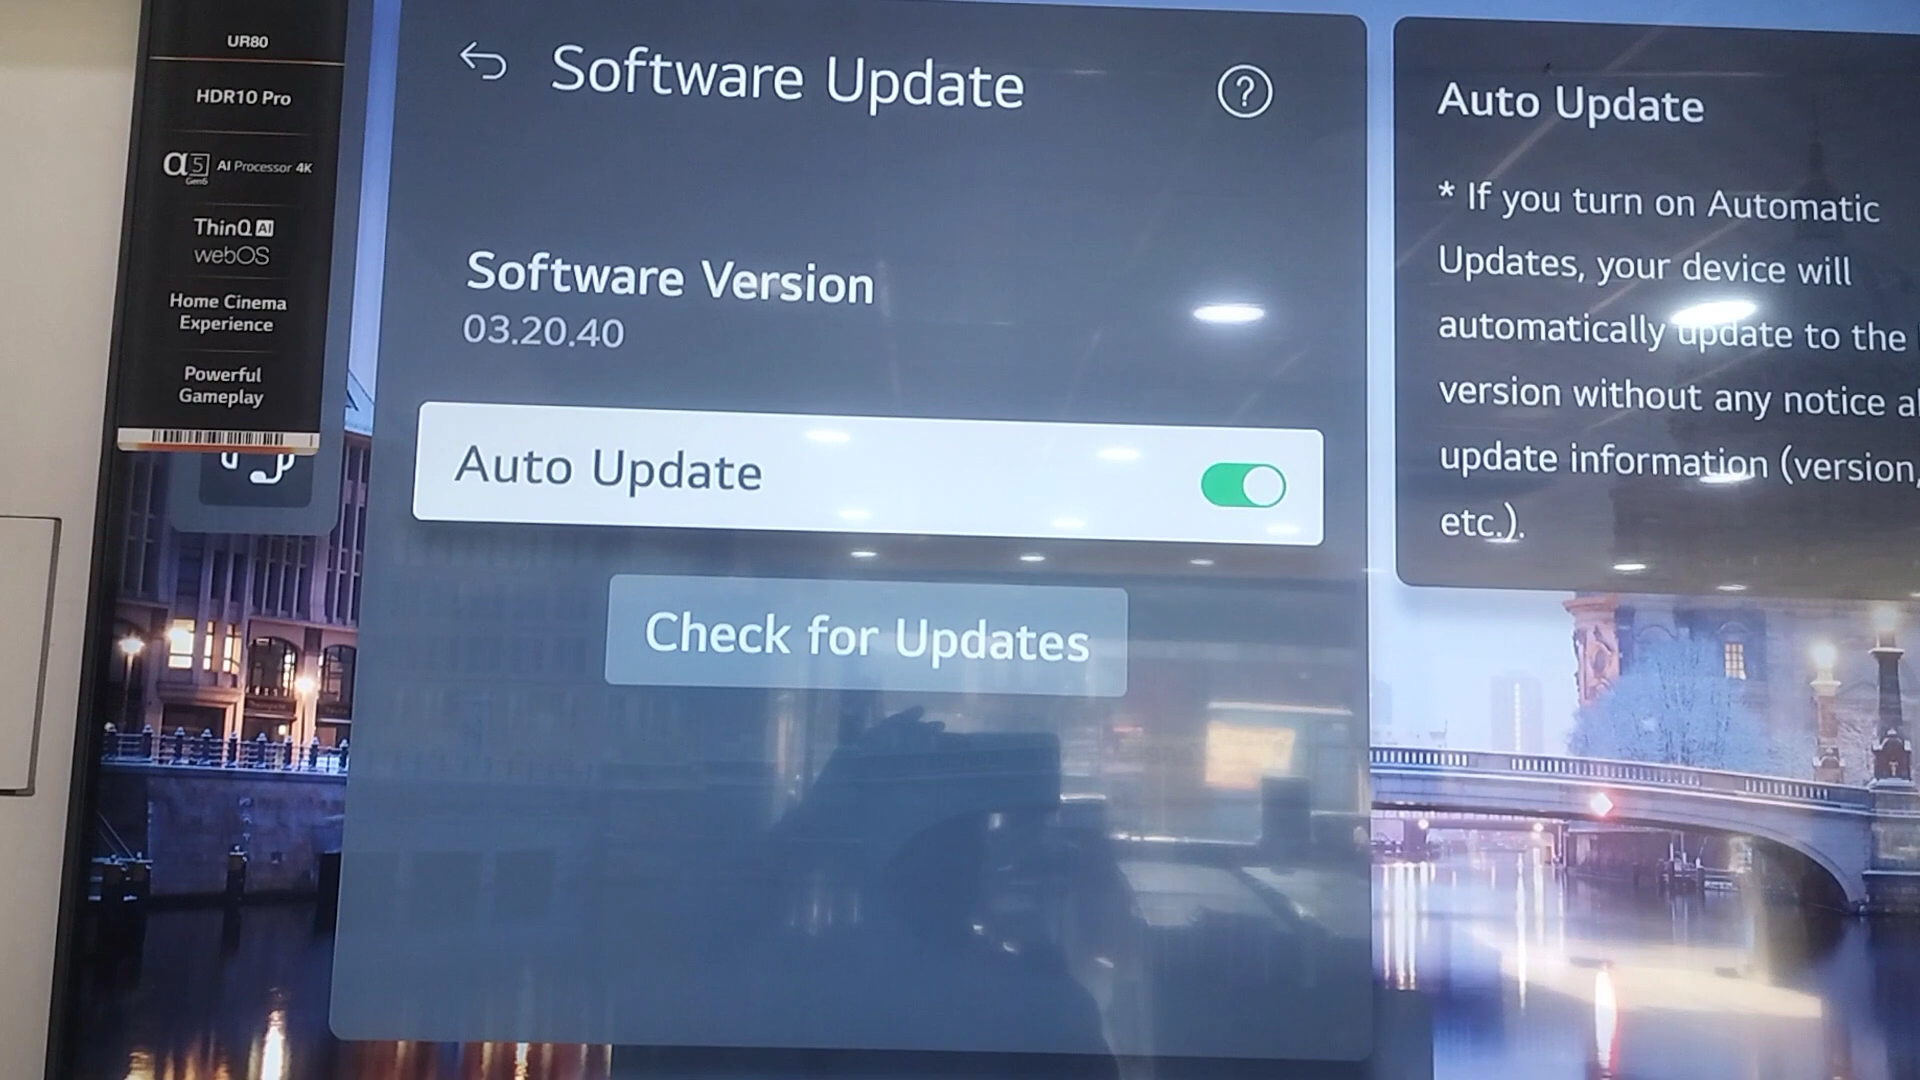 UR80
HDR10 Pro
α5 Gen6 AI Processor 4K
ThinQ AI
webOS
Home Cinema
Experience
Powerful
Gameplay
Software Update
?
Software Version
03.20.40
Auto Update
Check for Updates
Auto Update
* If you turn on Automatic
Updates, your device will
automatically update to the
version without any notice
update information (version,
etc.).